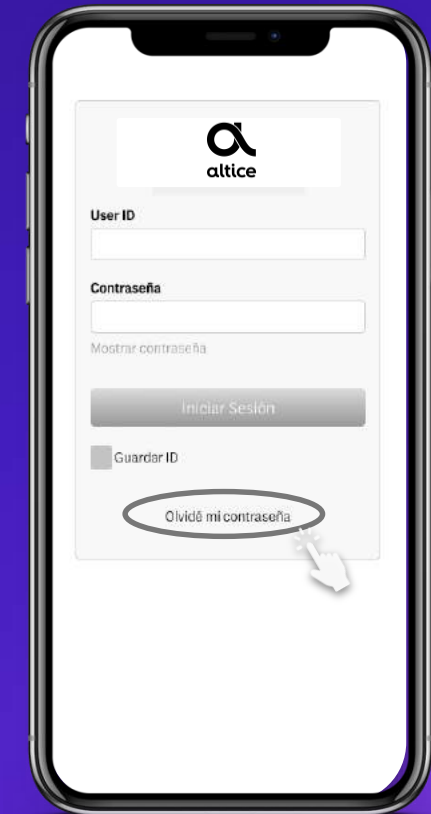 altice
User ID
Contraseña
Mostrar contraseña
Iniciar Sesión
Guardar ID
Olvidé mi contraseña